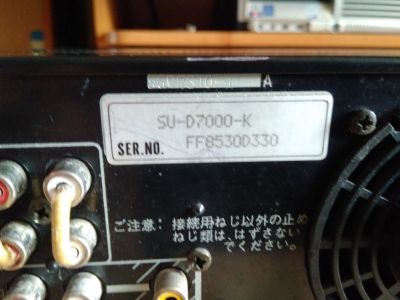 A
SU-D7000-K
SER.NO. FF8530D330
ご注意: 接続用ねじ以外の止め
ねじ類は、はずさない
でください。